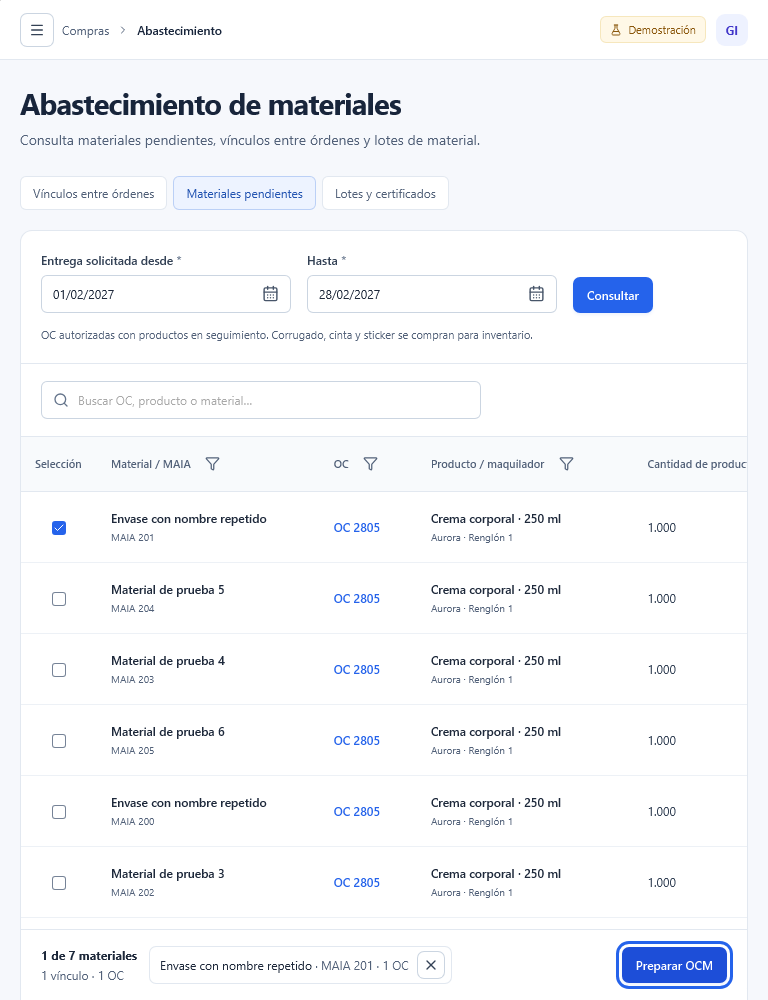 Compras > Abastecimiento
Demostración
GI
Abastecimiento de materiales
Consulta materiales pendientes, vínculos entre órdenes y lotes de material.
Vínculos entre órdenes
Materiales pendientes
Lotes y certificados
Entrega solicitada desde *
Hasta *
01/02/2027
28/02/2027
Consultar
OC autorizadas con productos en seguimiento. Corrugado, cinta y sticker se compran para inventario.
Buscar OC, producto o material...
Selección
Material / MAIA
OC
Producto / maquilador
Cantidad de produc
Envase con nombre repetido
MAIA 201
OC 2805
Crema corporal · 250 ml
Aurora · Renglón 1
1.000
Material de prueba 5
MAIA 204
OC 2805
Crema corporal · 250 ml
Aurora · Renglón 1
1.000
Material de prueba 4
MAIA 203
OC 2805
Crema corporal · 250 ml
Aurora · Renglón 1
1.000
Material de prueba 6
MAIA 205
OC 2805
Crema corporal · 250 ml
Aurora · Renglón 1
1.000
Envase con nombre repetido
MAIA 200
OC 2805
Crema corporal · 250 ml
Aurora · Renglón 1
1.000
Material de prueba 3
MAIA 202
OC 2805
Crema corporal · 250 ml
Aurora · Renglón 1
1.000
1 de 7 materiales
1 vínculo · 1 OC
Envase con nombre repetido · MAIA 201 · 1 OC
Preparar OCM